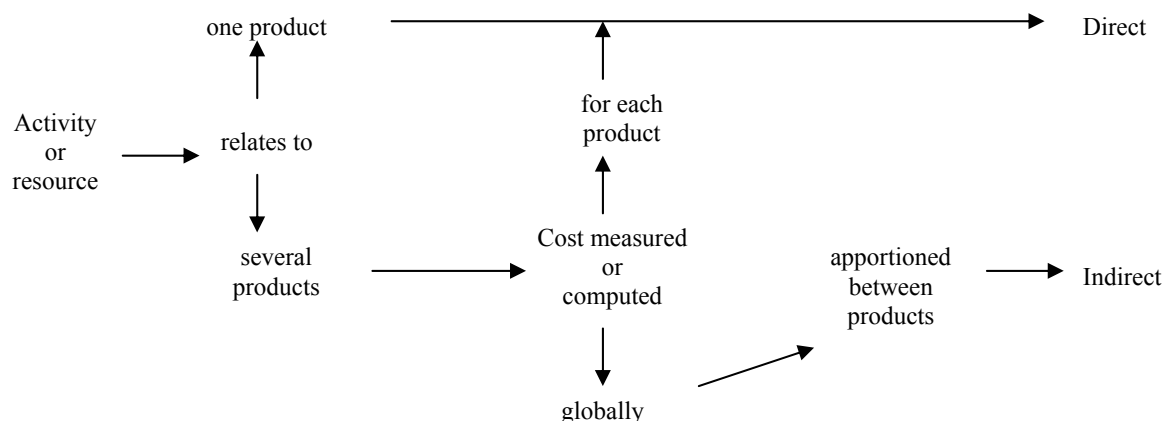 one product
Direct
for each
product
Activity
or
resource
relates to
several
products
Cost measured
or
computed
apportioned
between
products
Indirect
globally